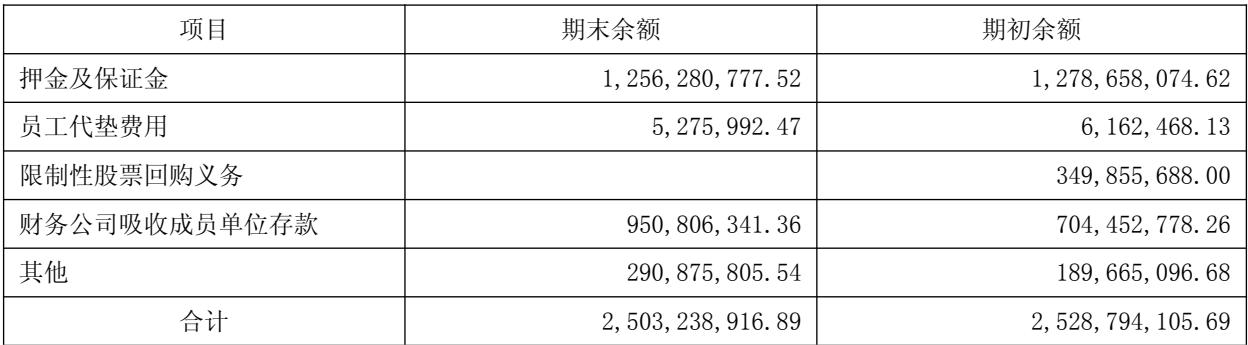 项目 期末余额 期初余额
押金及保证金 1,256,280,777.52 1,278,658,074.62
员工代垫费用 5,275,992.47 6,162,468.13
限制性股票回购义务 349,855,688.00
财务公司吸收成员单位存款 950,806,341.36 704,452,778.26
其他 290,875,805.54 189,665,096.68
合计 2,503,238,916.89 2,528,794,105.69